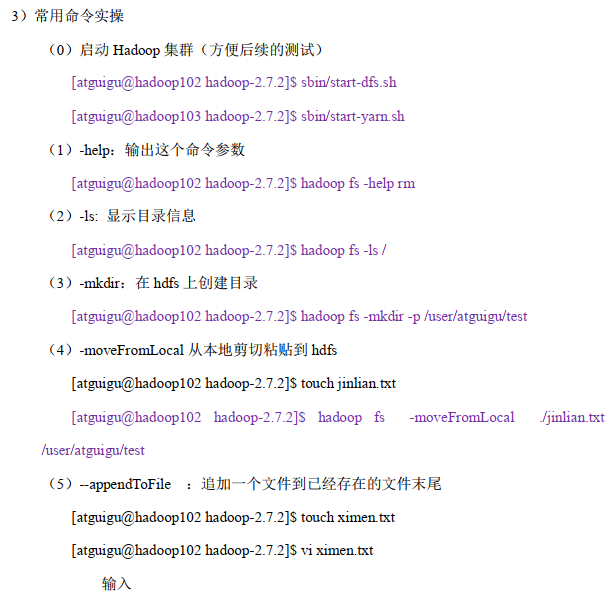 3）常用命令实操
（0）启动 Hadoop 集群（方便后续的测试）
[atguigu@hadoop102 hadoop-2.7.2]$ sbin/start-dfs.sh
[atguigu@hadoop103 hadoop-2.7.2]$ sbin/start-yarn.sh
（1）-help：输出这个命令参数
[atguigu@hadoop102 hadoop-2.7.2]$ hadoop fs -help rm
（2）-ls: 显示目录信息
[atguigu@hadoop102 hadoop-2.7.2]$ hadoop fs -ls /
（3）-mkdir：在 hdfs 上创建目录
[atguigu@hadoop102 hadoop-2.7.2]$ hadoop fs -mkdir -p /user/atguigu/test
（4）-moveFromLocal 从本地剪切粘贴到 hdfs
[atguigu@hadoop102 hadoop-2.7.2]$ touch jinlian.txt
[atguigu@hadoop102 hadoop-2.7.2]$ hadoop fs -moveFromLocal ./jinlian.txt
/user/atguigu/test
（5）--appendToFile ：追加一个文件到已经存在的文件末尾
[atguigu@hadoop102 hadoop-2.7.2]$ touch ximen.txt
[atguigu@hadoop102 hadoop-2.7.2]$ vi ximen.txt
输入